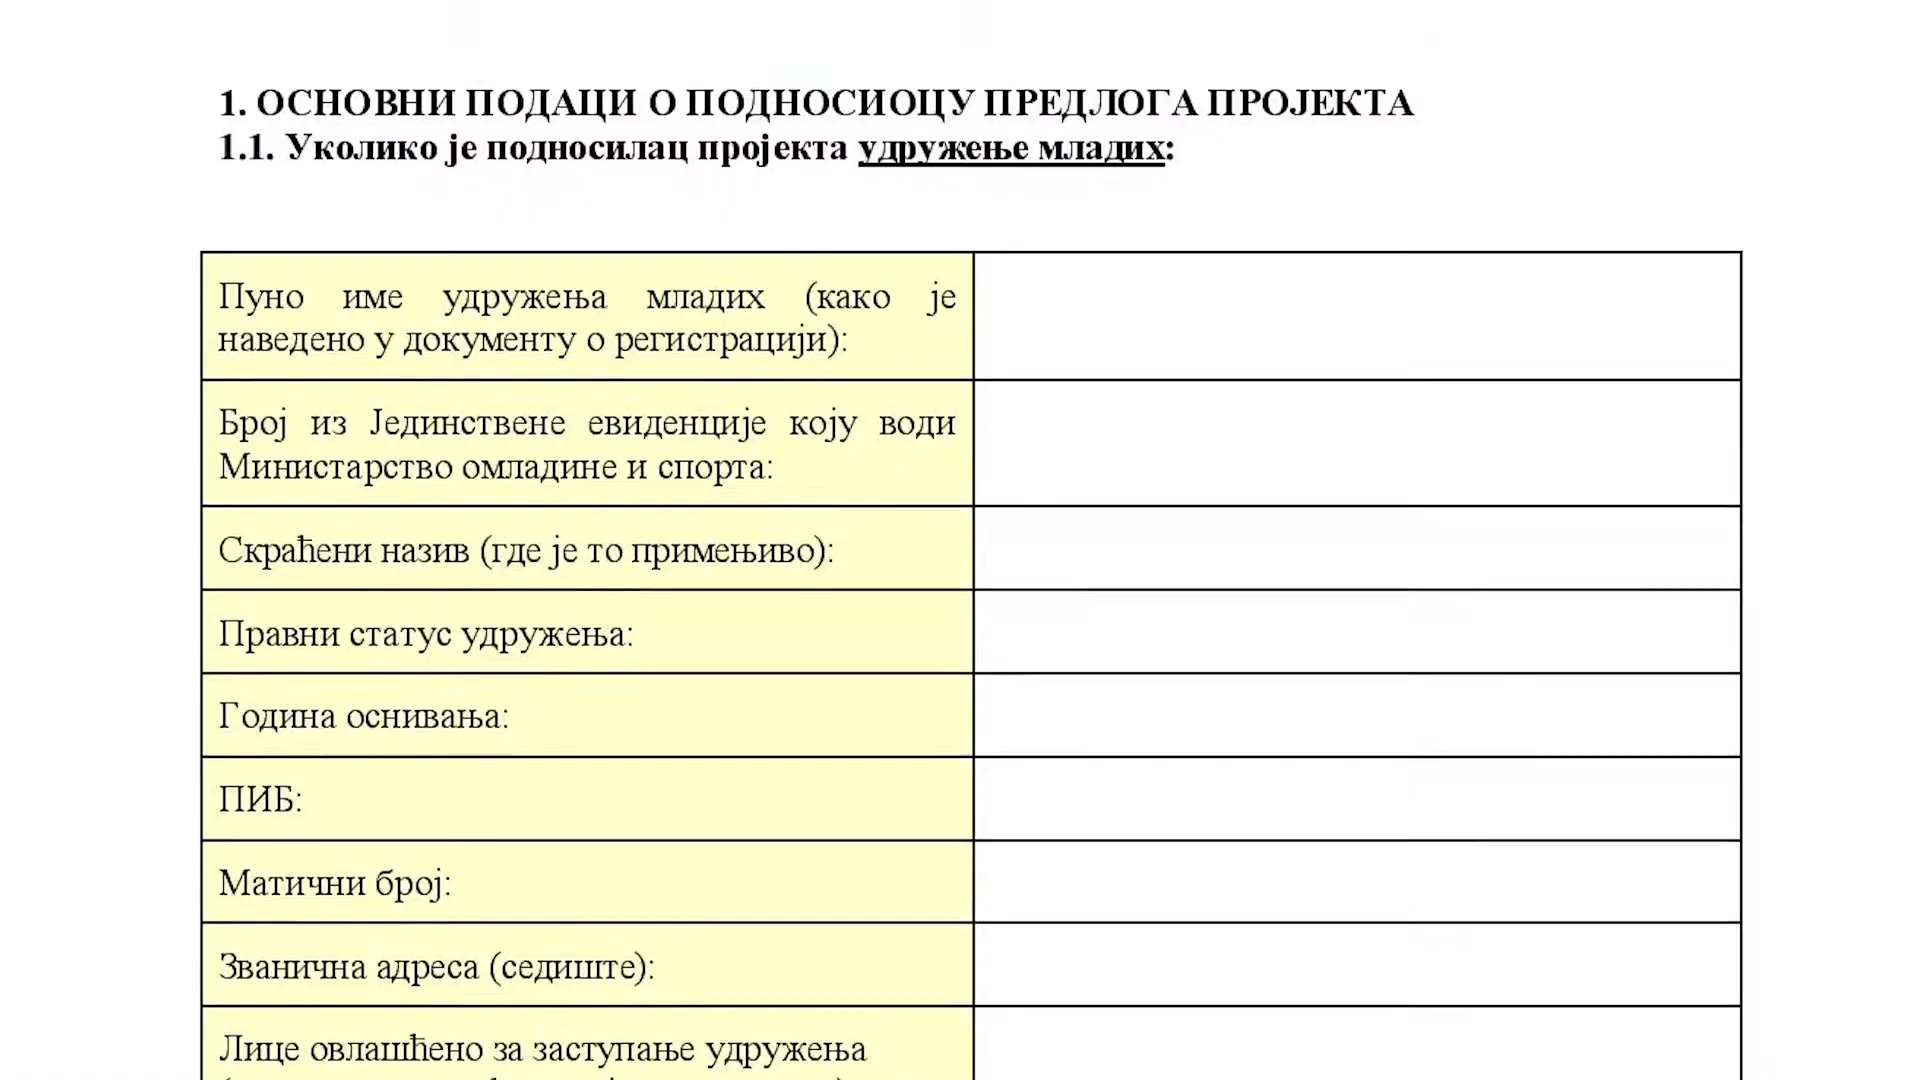 1. ОСНОВНИ ПОДАЦИ О ПОДНОСИОЦУ ПРЕДЛОГА ПРОЈЕКТА
1.1. Уколико је подносилац пројекта удружење младих:
Пуно име удружења младих (како је
наведено у документу о регистрацији):
Број из Јединствене евиденције коју води
Министарство омладине и спорта:
Скраћени назив (где је то примењиво):
Правни статус удружења:
Година оснивања:
ПИБ:
Матични број:
Званична адреса (седиште):
Лице овлашћено за заступање удружења